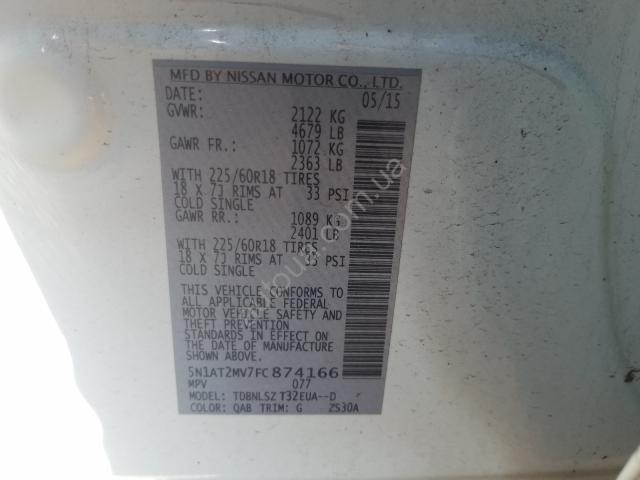 MFD BY NISSAN MOTOR CO., LTD.
DATE: 05/15
GVWR: 2122 KG
4679 LB
GAWR FR.: 1072 KG
2363 LB
WITH 225/60R18 TIRES
18 X 7J RIMS AT 33 PSI
COLD SINGLE
GAWR RR.: 1089 KG
2401 LB
WITH 225/60R18 TIRES
18 X 7J RIMS AT 33 PSI
COLD SINGLE
THIS VEHICLE CONFORMS TO
ALL APPLICABLE FEDERAL
MOTOR VEHICLE SAFETY AND
THEFT PREVENTION
STANDARDS IN EFFECT ON
THE DATE OF MANUFACTURE
SHOWN ABOVE.
5N1AT2MV7FC874166
MPV 077
MODEL: TDBNLSZ T32EUA--D
COLOR: QAB TRIM: G 2S30A